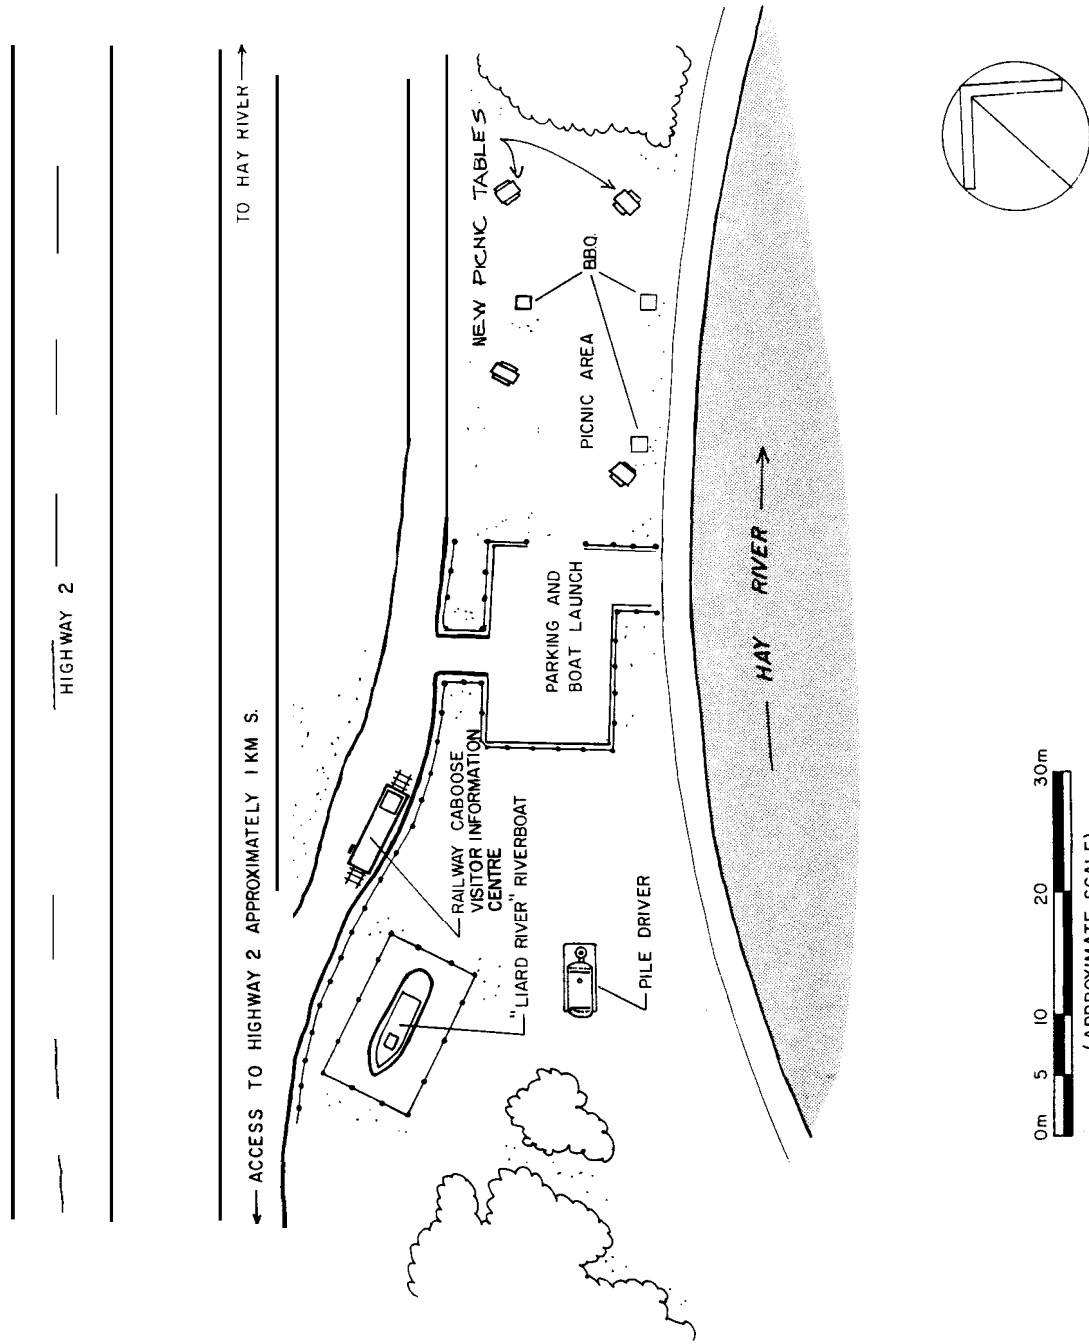 HIGHWAY 2
TO HAY RIVER
ACCESS TO HIGHWAY 2 APPROXIMATELY 1 KM S.
NEW PICNIC TABLES
B.B.Q.
PICNIC AREA
PARKING AND
BOAT LAUNCH
RAILWAY CABOOSE
VISITOR INFORMATION
CENTRE
"LIARD RIVER" RIVERBOAT
PILE DRIVER
HAY RIVER
0m 5 10 20 30m
(APPROXIMATE SCALE)